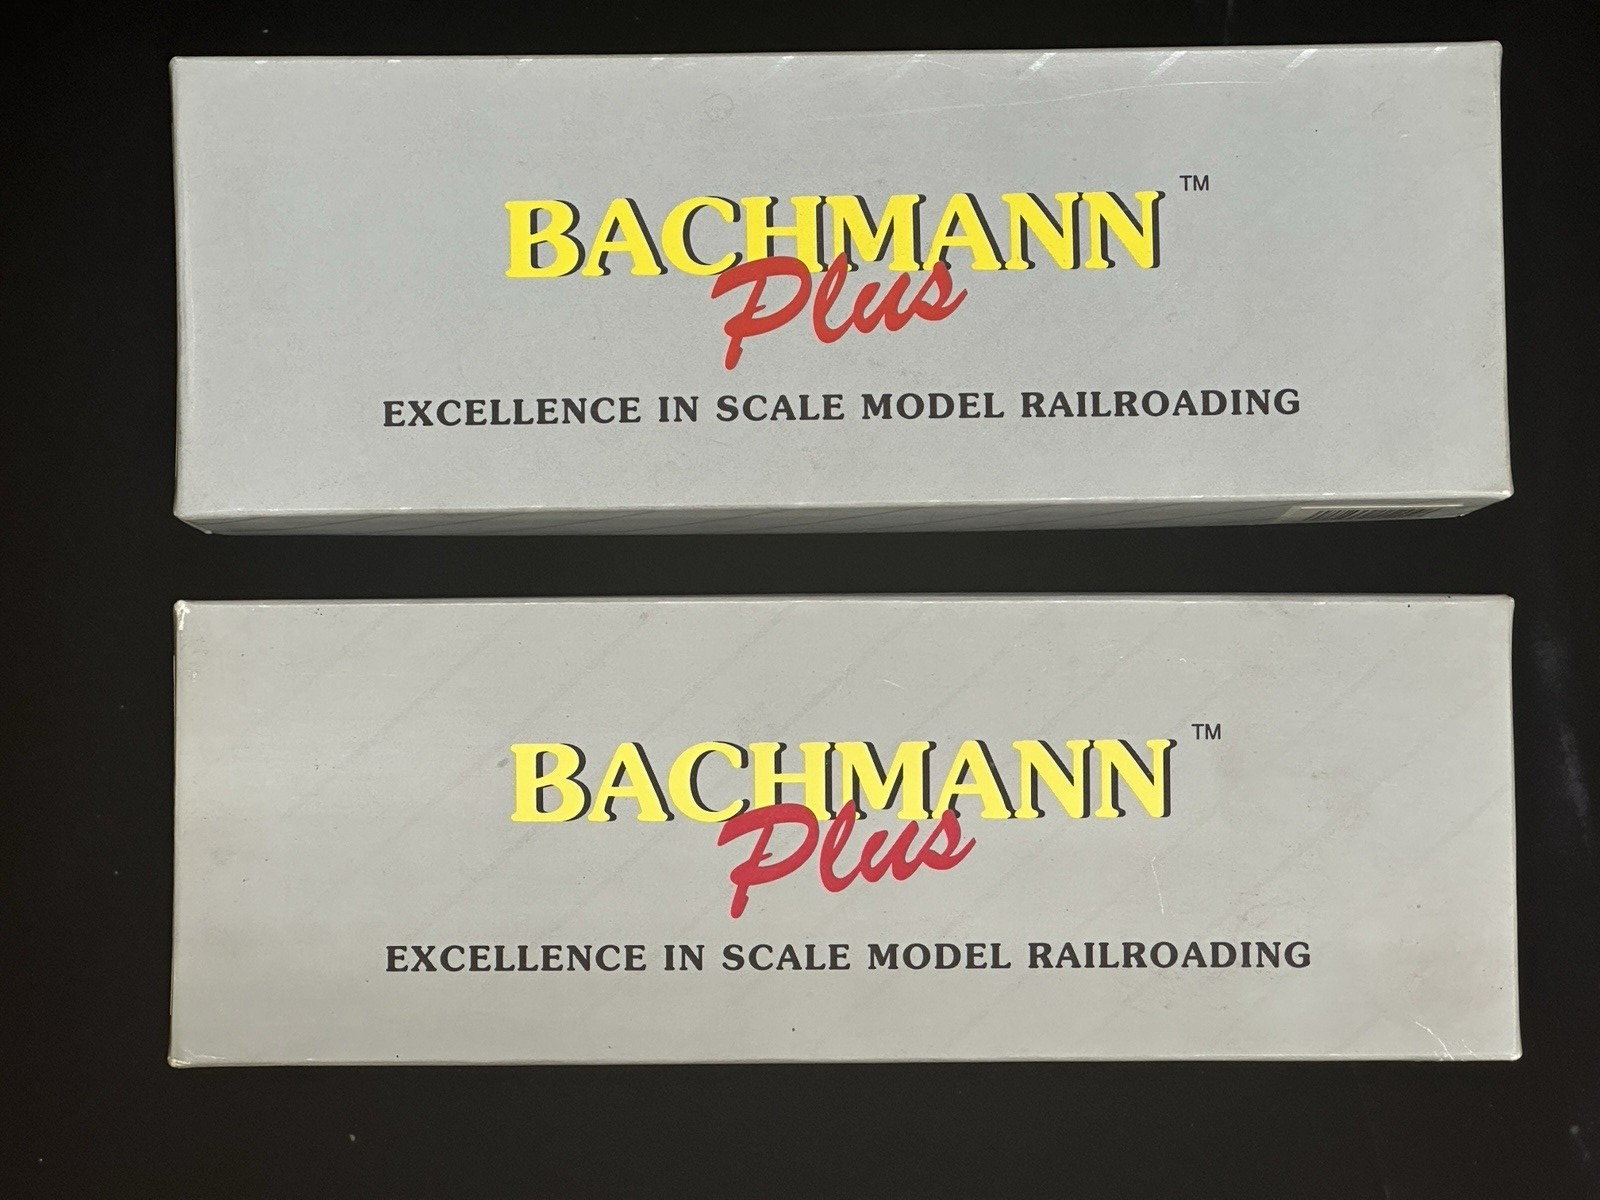 BACHMANN™
Plus
EXCELLENCE IN SCALE MODEL RAILROADING
BACHMANN™
Plus
EXCELLENCE IN SCALE MODEL RAILROADING